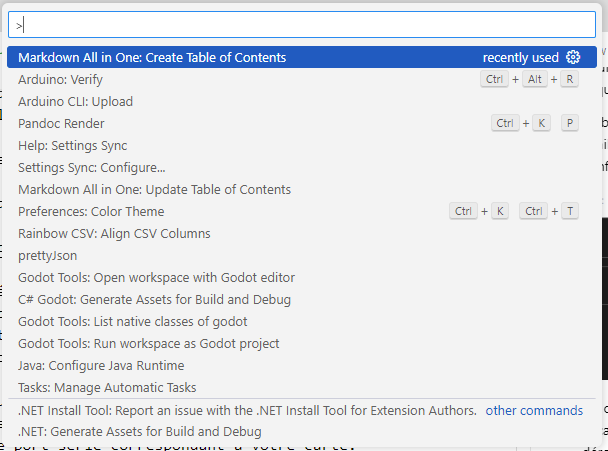 >
Markdown All in One: Create Table of Contents recently used
Arduino: Verify Ctrl + Alt + R
Arduino CLI: Upload
Pandoc Render Ctrl + K P
Help: Settings Sync
Settings Sync: Configure...
Markdown All in One: Update Table of Contents
Preferences: Color Theme Ctrl + K Ctrl + T
Rainbow CSV: Align CSV Columns
prettyJson
Godot Tools: Open workspace with Godot editor
C# Godot: Generate Assets for Build and Debug
Godot Tools: List native classes of godot
Godot Tools: Run workspace as Godot project
Java: Configure Java Runtime
Tasks: Manage Automatic Tasks
.NET Install Tool: Report an issue with the .NET Install Tool for Extension Authors. other commands
.NET: Generate Assets for Build and Debug
port série correspondant à votre carte.